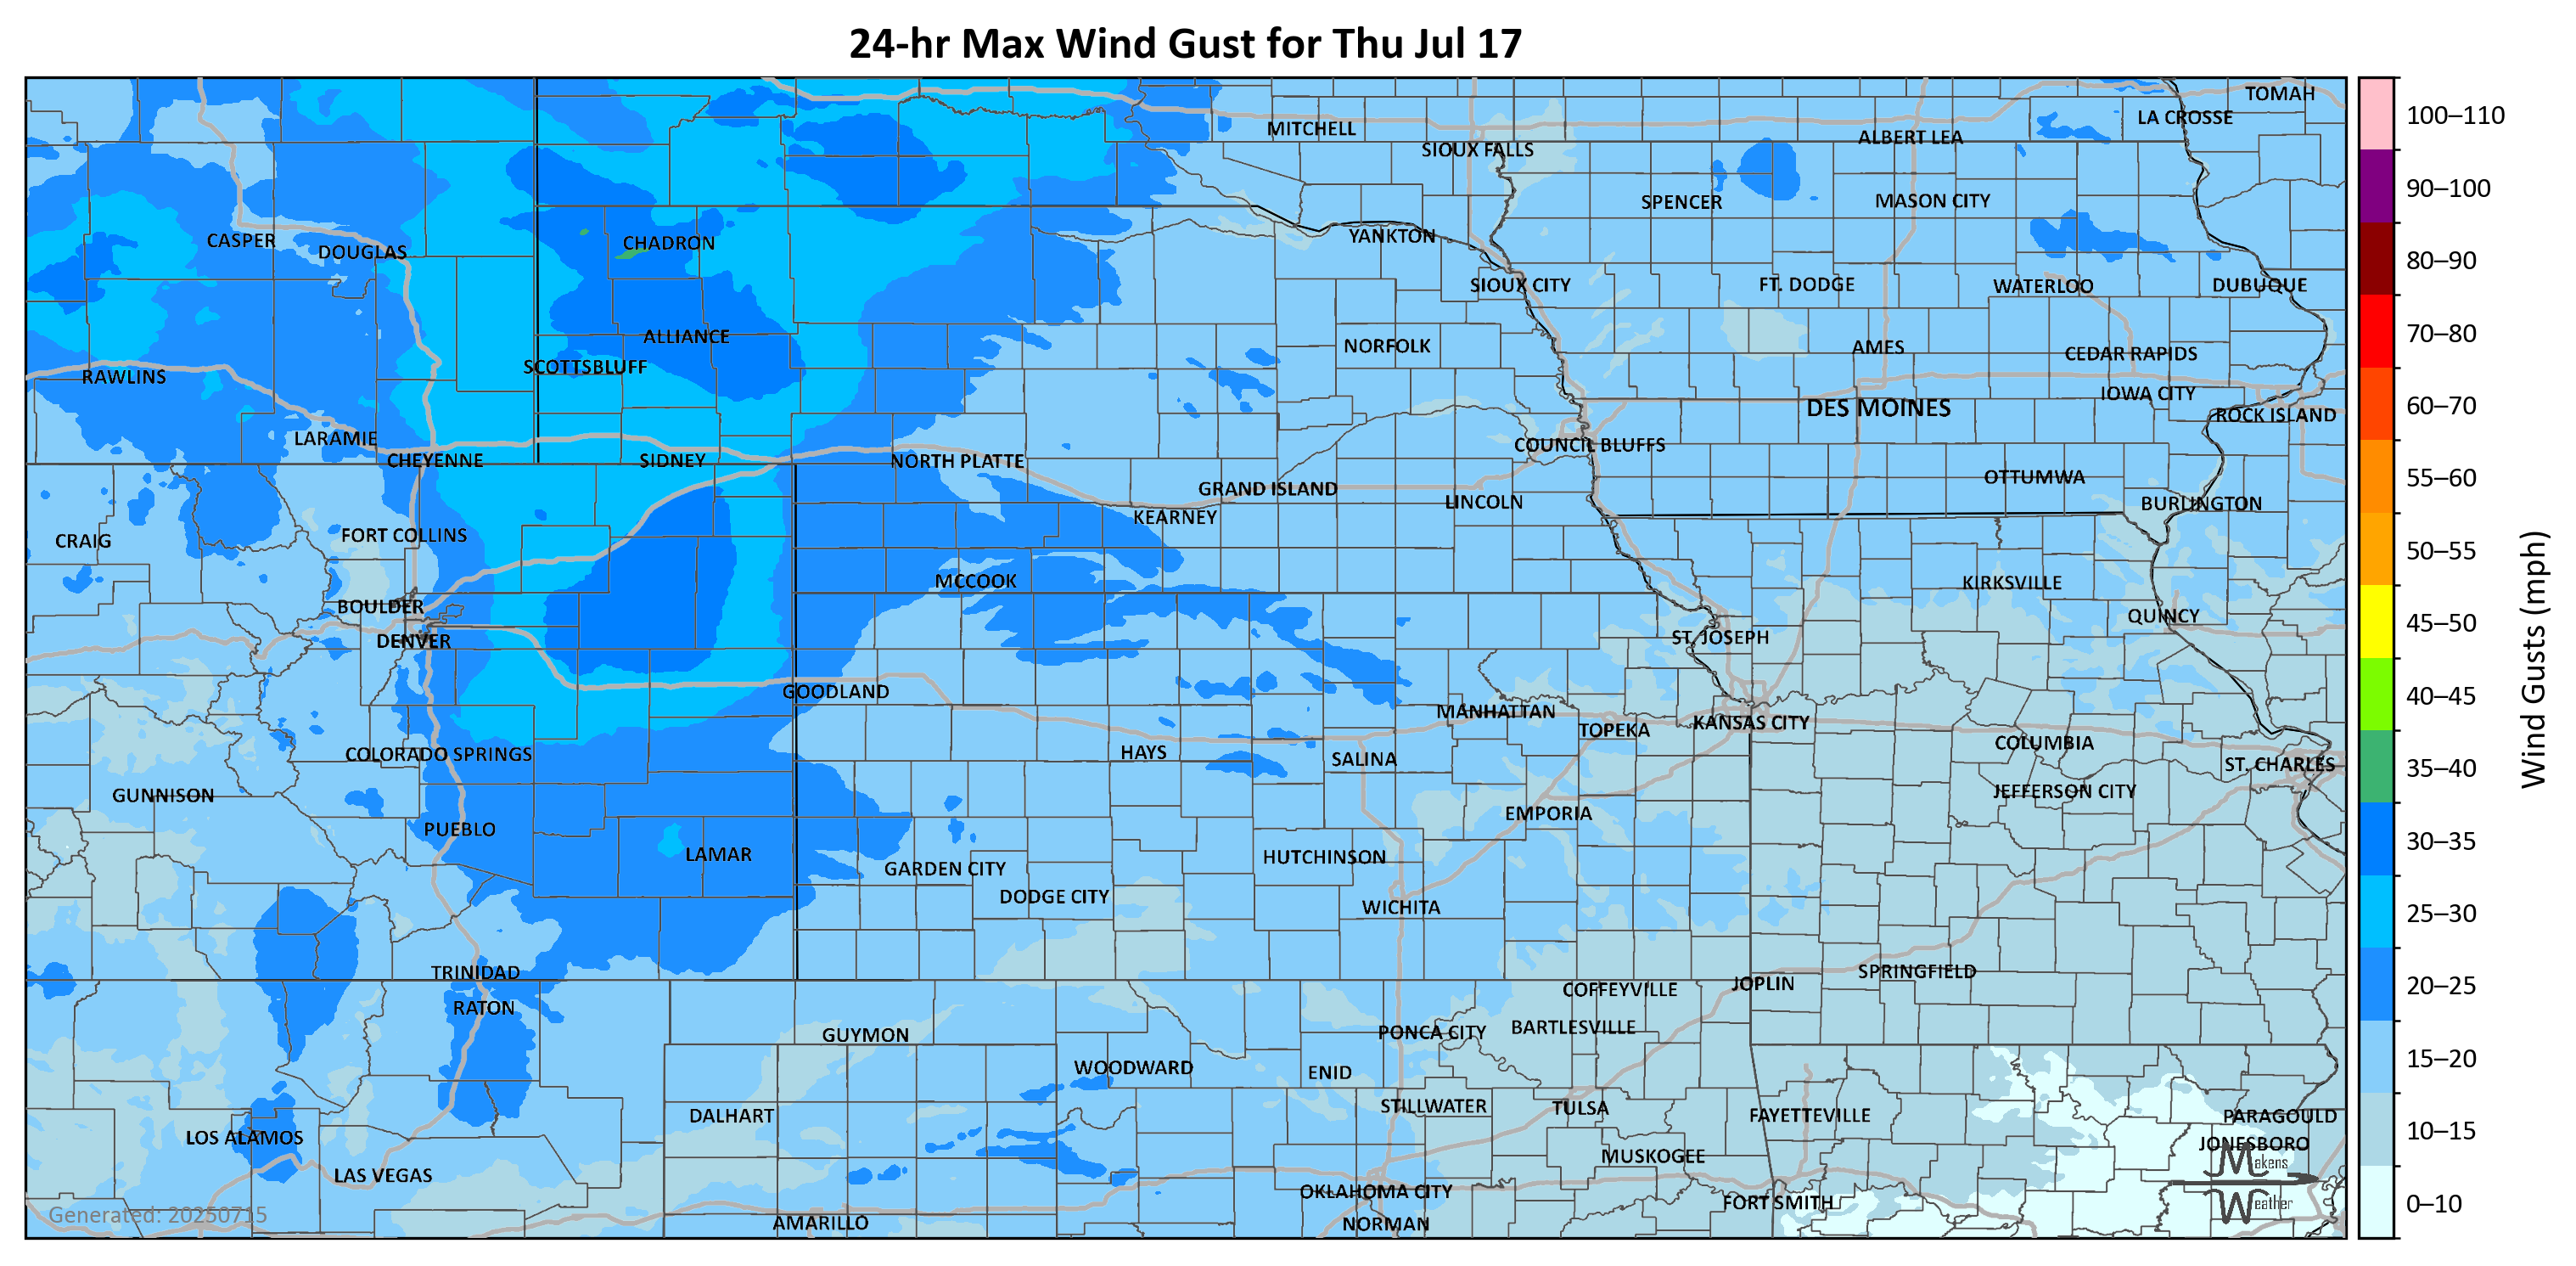 24-hr Max Wind Gust for Thu Jul 17
TOMAH
LA CROSSE
MITCHELL
ALBERT LEA
SIOUX FALLS
SPENCER
MASON CITY
CASPER
DOUGLAS
CHADRON
YANKTON
SIOUX CITY
FT. DODGE
WATERLOO
DUBUQUE
ALLIANCE
NORFOLK
AMES
CEDAR RAPIDS
SCOTTSBLUFF
RAWLINS
IOWA CITY
DES MOINES
ROCK ISLAND
LARAMIE
COUNCIL BLUFFS
CHEYENNE
SIDNEY
NORTH PLATTE
OTTUMWA
GRAND ISLAND
LINCOLN
BURLINGTON
KEARNEY
FORT COLLINS
CRAIG
MCCOOK
KIRKSVILLE
BOULDER
QUINCY
DENVER
ST. JOSEPH
GOODLAND
MANHATTAN
KANSAS CITY
TOPEKA
COLUMBIA
COLORADO SPRINGS
HAYS
SALINA
ST. CHARLES
GUNNISON
JEFFERSON CITY
EMPORIA
PUEBLO
LAMAR
HUTCHINSON
GARDEN CITY
DODGE CITY
WICHITA
TRINIDAD
SPRINGFIELD
JOPLIN
COFFEYVILLE
RATON
GUYMON
PONCA CITY
BARTLESVILLE
WOODWARD
ENID
STILLWATER
TULSA
DALHART
FAYETTEVILLE
PARAGOULD
LOS ALAMOS
JONESBORO
MUSKOGEE
LAS VEGAS
OKLAHOMA CITY
FORT SMITH
AMARILLO
NORMAN
Generated: 20250715
Makens
Weather
100–110
90–100
80–90
70–80
60–70
55–60
50–55
45–50
40–45
35–40
30–35
25–30
20–25
15–20
10–15
0–10
Wind Gusts (mph)